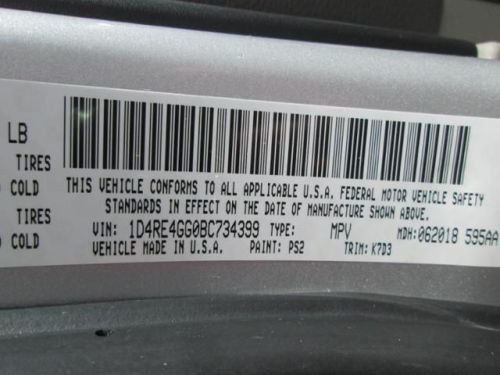 LB
TIRES
COLD
TIRES
COLD
THIS VEHICLE CONFORMS TO ALL APPLICABLE U.S.A. FEDERAL MOTOR VEHICLE SAFETY
STANDARDS IN EFFECT ON THE DATE OF MANUFACTURE SHOWN ABOVE.
VIN: 1D4RE4GG0BC734399 TYPE: MPV MDH:062018 595AA
VEHICLE MADE IN U.S.A. PAINT: PS2 TRIM: K7D3